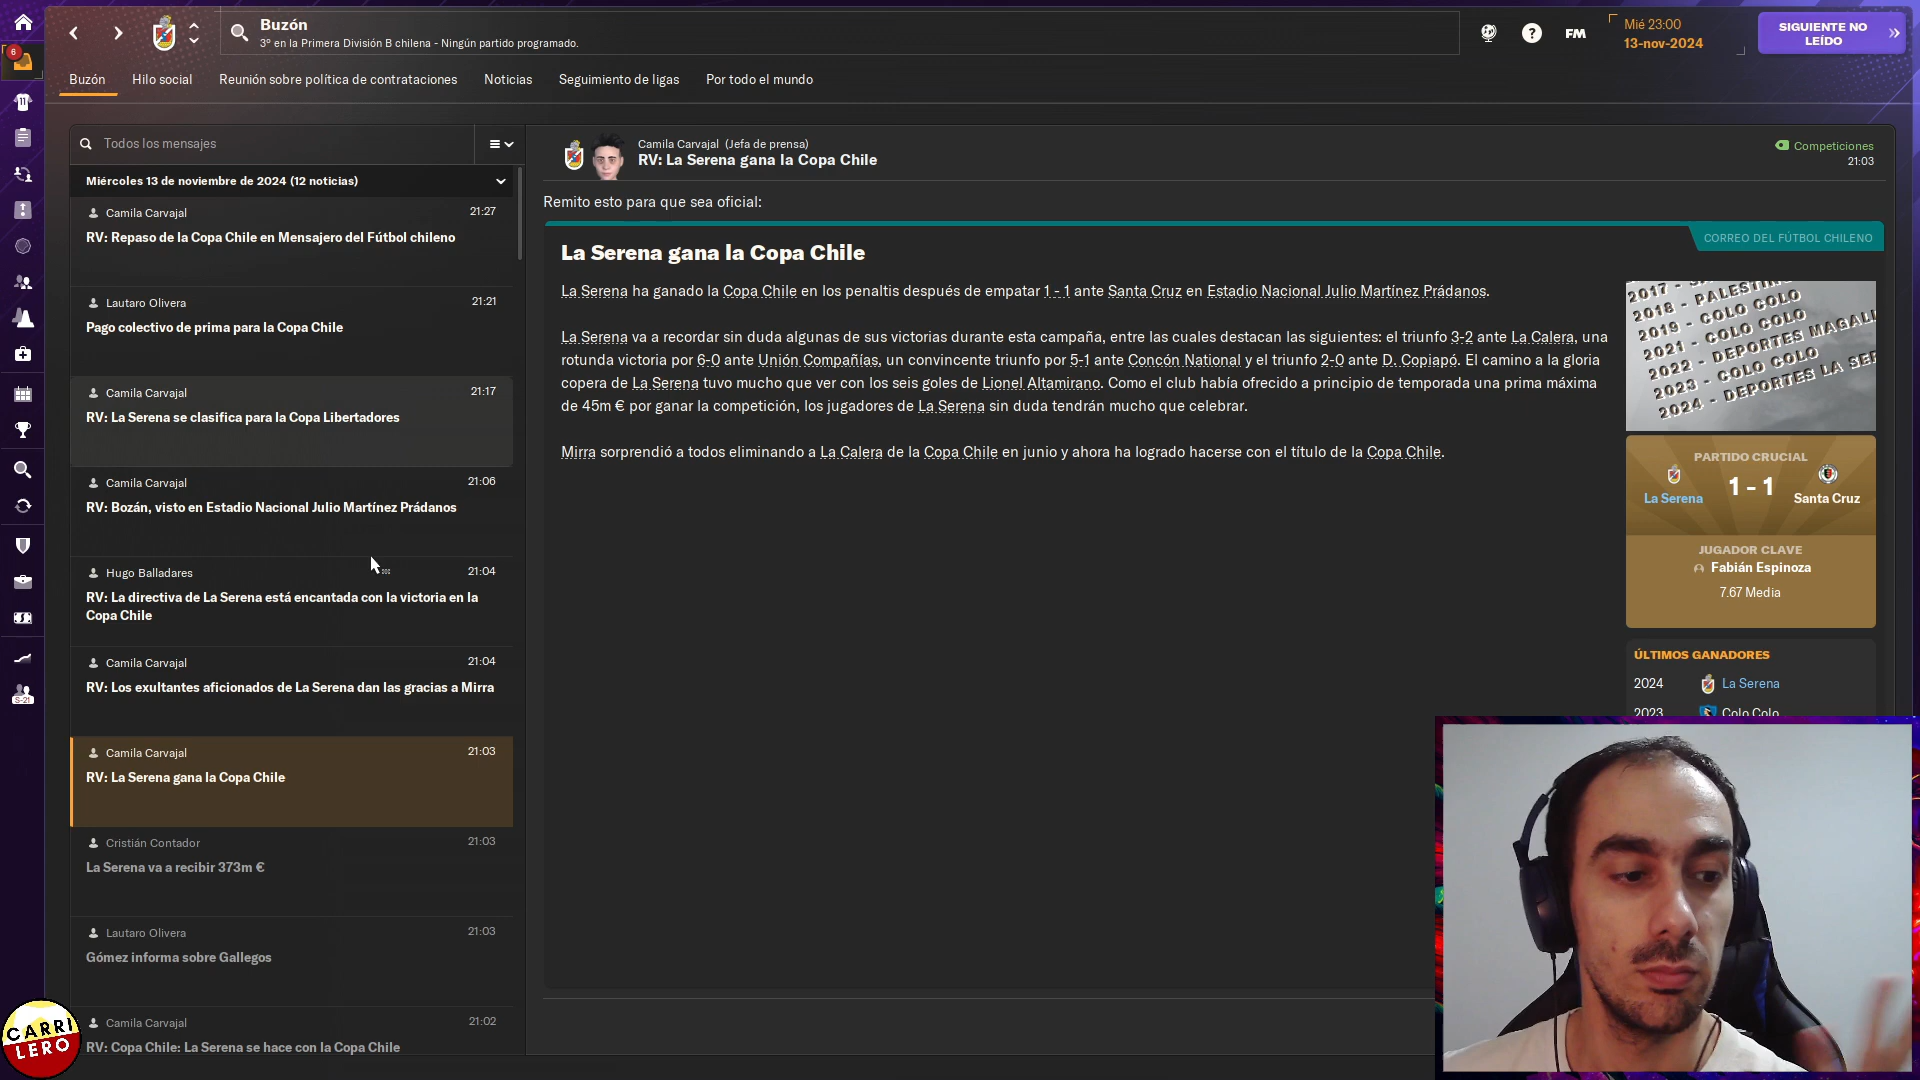 Buzón
3º en la Primera División B chilena - Ningún partido programado.
FM
Mié 23:00
13-nov-2024
SIGUIENTE NO
LEÍDO
6
Buzón
Hilo social
Reunión sobre política de contrataciones
Noticias
Seguimiento de ligas
Por todo el mundo
Todos los mensajes
Miércoles 13 de noviembre de 2024 (12 noticias)
Camila Carvajal 21:27
RV: Repaso de la Copa Chile en Mensajero del Fútbol chileno
Lautaro Olivera 21:21
Pago colectivo de prima para la Copa Chile
Camila Carvajal 21:17
RV: La Serena se clasifica para la Copa Libertadores
Camila Carvajal 21:06
RV: Bozán, visto en Estadio Nacional Julio Martínez Prádanos
Hugo Balladares 21:04
RV: La directiva de La Serena está encantada con la victoria en la
Copa Chile
Camila Carvajal 21:04
RV: Los exultantes aficionados de La Serena dan las gracias a Mirra
Camila Carvajal 21:03
RV: La Serena gana la Copa Chile
Cristián Contador 21:03
La Serena va a recibir 373m €
Lautaro Olivera 21:03
Gómez informa sobre Gallegos
Camila Carvajal 21:02
RV: Copa Chile: La Serena se hace con la Copa Chile
S-21
CARRI
LERO
Camila Carvajal (Jefa de prensa)
RV: La Serena gana la Copa Chile
Competiciones
21:03
Remito esto para que sea oficial:
CORREO DEL FÚTBOL CHILENO
La Serena gana la Copa Chile
La Serena ha ganado la Copa Chile en los penaltis después de empatar 1 - 1 ante Santa Cruz en Estadio Nacional Julio Martínez Prádanos.
La Serena va a recordar sin duda algunas de sus victorias durante esta campaña, entre las cuales destacan las siguientes: el triunfo 3-2 ante La Calera, una
rotunda victoria por 6-0 ante Unión Compañías, un convincente triunfo por 5-1 ante Concón National y el triunfo 2-0 ante D. Copiapó. El camino a la gloria
copera de La Serena tuvo mucho que ver con los seis goles de Lionel Altamirano. Como el club había ofrecido a principio de temporada una prima máxima
de 45m € por ganar la competición, los jugadores de La Serena sin duda tendrán mucho que celebrar.
Mirra sorprendió a todos eliminando a La Calera de la Copa Chile en junio y ahora ha logrado hacerse con el título de la Copa Chile.
2017 -
2018 - PALESTIN
2019 - COLO COLO
2021 - COLO COLO
2022 - DEPORTES MAGALL
2023 - COLO COLO
2024 - DEPORTES LA SE
PARTIDO CRUCIAL
La Serena 1 - 1 Santa Cruz
JUGADOR CLAVE
Fabián Espinoza
7.67 Media
ÚLTIMOS GANADORES
2024 La Serena
2023 Colo Colo